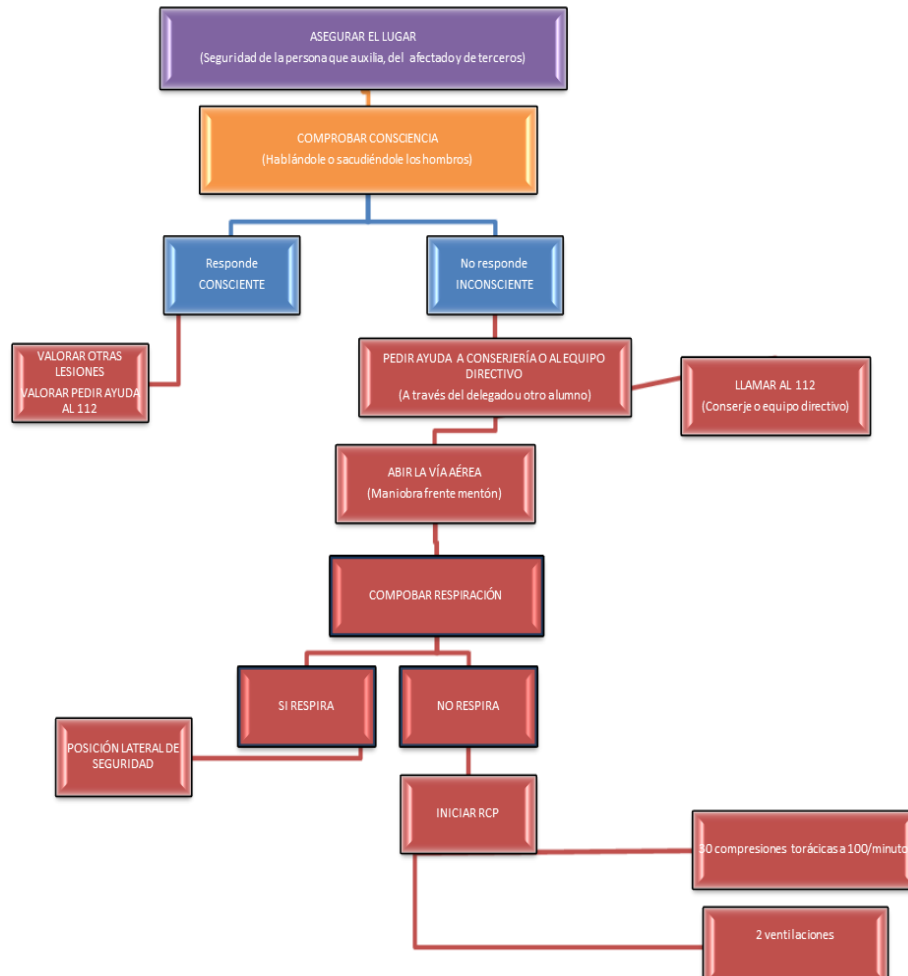 ASEGURAR EL LUGAR
(Seguridad de la persona que auxilia, del afectado y de terceros)
COMPROBAR CONSCIENCIA
(Hablándole o sacudiéndole los hombros)
Responde
CONSCIENTE
No responde
INCONSCIENTE
VALORAR OTRAS
LESIONES
VALORAR PEDIR AYUDA
AL 112
PEDIR AYUDA A CONSERJERÍA O AL EQUIPO
DIRECTIVO
(A través del delegado u otro alumno)
LLAMAR AL 112
(Conserje o equipo directivo)
ABIR LA VÍA AÉREA
(Maniobra frente mentón)
COMPOBAR RESPIRACIÓN
SI RESPIRA
NO RESPIRA
POSICIÓN LATERAL DE
SEGURIDAD
INICIAR RCP
30 compresiones torácicas a 100/minuto
2 ventilaciones